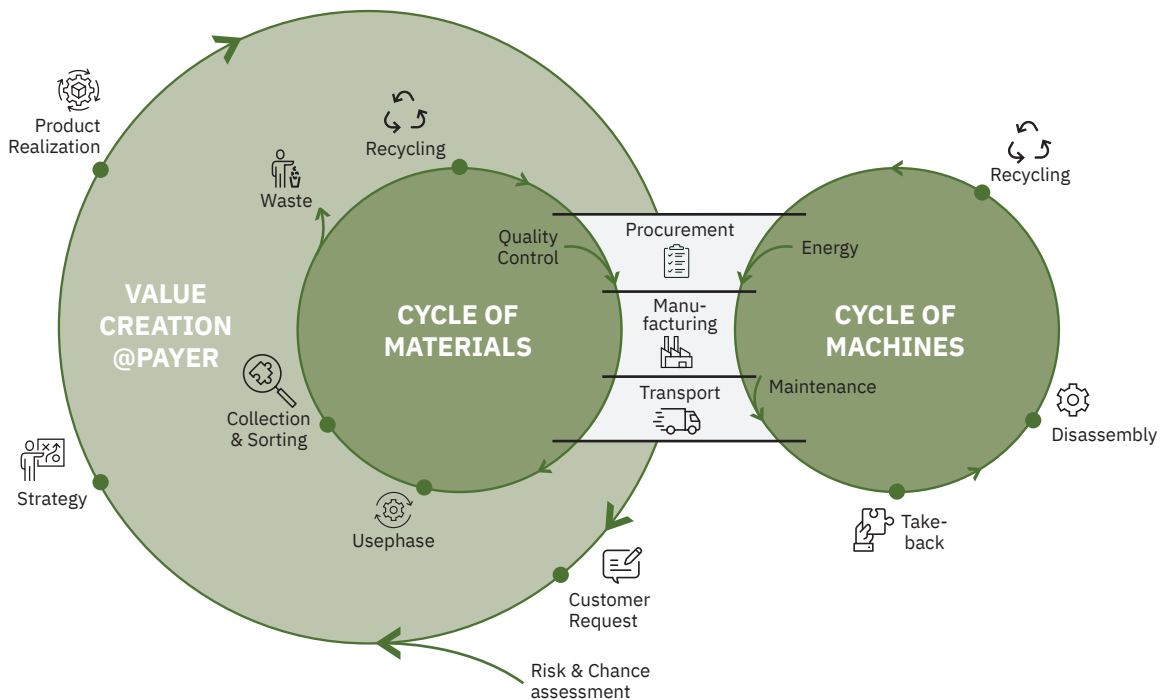 Product
Realization
Recycling
Waste
Quality
Control
Procurement
Energy
Recycling
VALUE
CREATION
@PAYER
CYCLE OF
MATERIALS
Manu-
facturing
CYCLE OF
MACHINES
Transport
Maintenance
Collection
& Sorting
Disassembly
Strategy
Usephase
Take-
back
Customer
Request
Risk & Chance
assessment